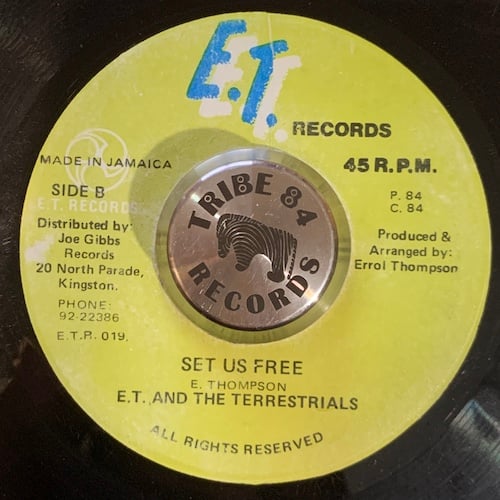 E.T.
RECORDS
MADE IN JAMAICA
45 R.P.M.
SIDE B
E.T. RECORDS
P. 84
C. 84
Distributed by:
Joe Gibbs
Records
20 North Parade,
Kingston.
Produced &
Arranged by:
Errol Thompson
PHONE:
92-22386
E.T.R. 019,
TRIBE 84
RECORDS
SET US FREE
E. THOMPSON
E.T. AND THE TERRESTRIALS
ALL RIGHTS RESERVED